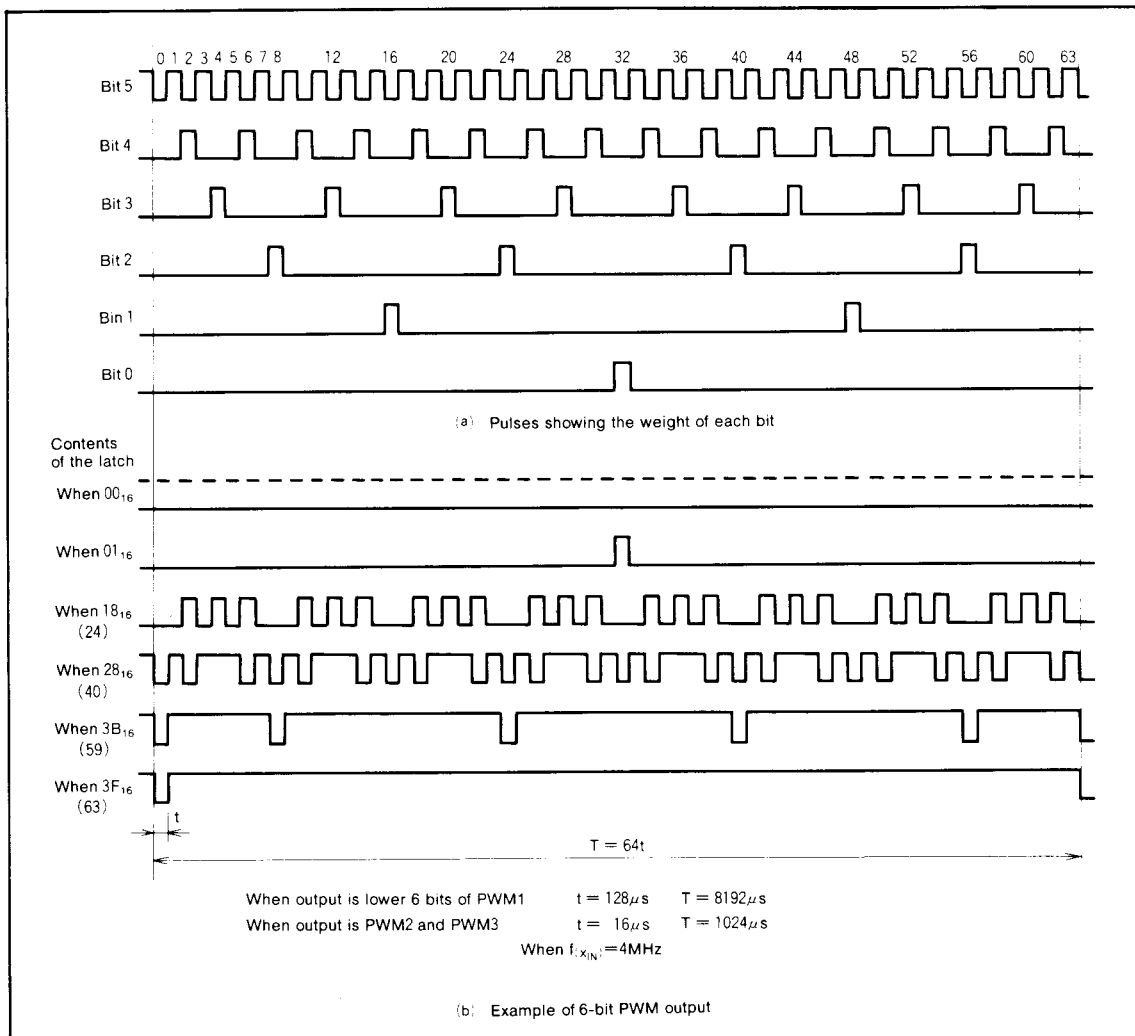 0 1 2 3 4 5 6 7 8 12 16 20 24 28 32 36 40 44 48 52 56 60 63
Bit 5
Bit 4
Bit 3
Bit 2
Bin 1
Bit 0
(a) Pulses showing the weight of each bit
Contents
of the latch
When 00₁₆
When 01₁₆
When 18₁₆
(24)
When 28₁₆
(40)
When 3B₁₆
(59)
When 3F₁₆
(63)
t
T = 64t
When output is lower 6 bits of PWM1 t = 128μs T = 8192μs
When output is PWM2 and PWM3 t = 16μs T = 1024μs
When f(X_IN) = 4MHz
(b) Example of 6-bit PWM output